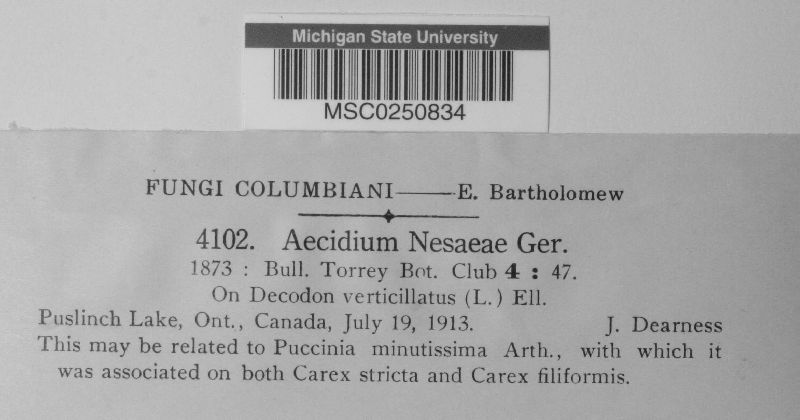 Michigan State University
MSC0250834
FUNGI COLUMBIANI——E. Bartholomew
4102. Aecidium Nesaeae Ger.
1873 : Bull. Torrey Bot. Club 4 : 47.
On Decodon verticillatus (L.) Ell.
Puslinch Lake, Ont., Canada, July 19, 1913. J. Dearness
This may be related to Puccinia minutissima Arth., with which it
was associated on both Carex stricta and Carex filiformis.